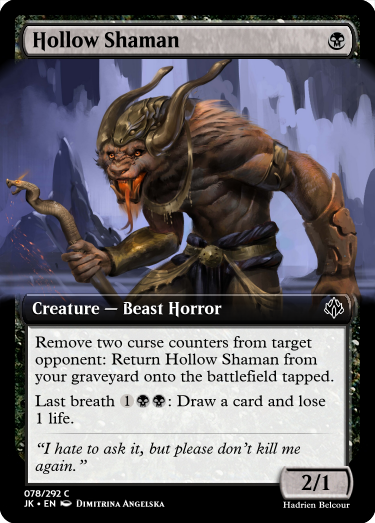 Hollow Shaman
Creature — Beast Horror
Remove two curse counters from target
opponent: Return Hollow Shaman from
your graveyard onto the battlefield tapped.
Last breath 1: Draw a card and lose
1 life.
“I hate to ask it, but please don’t kill me
again.”
2/1
078/292 C
JK • EN Dimitrina Angelska
Hadrien Belcour